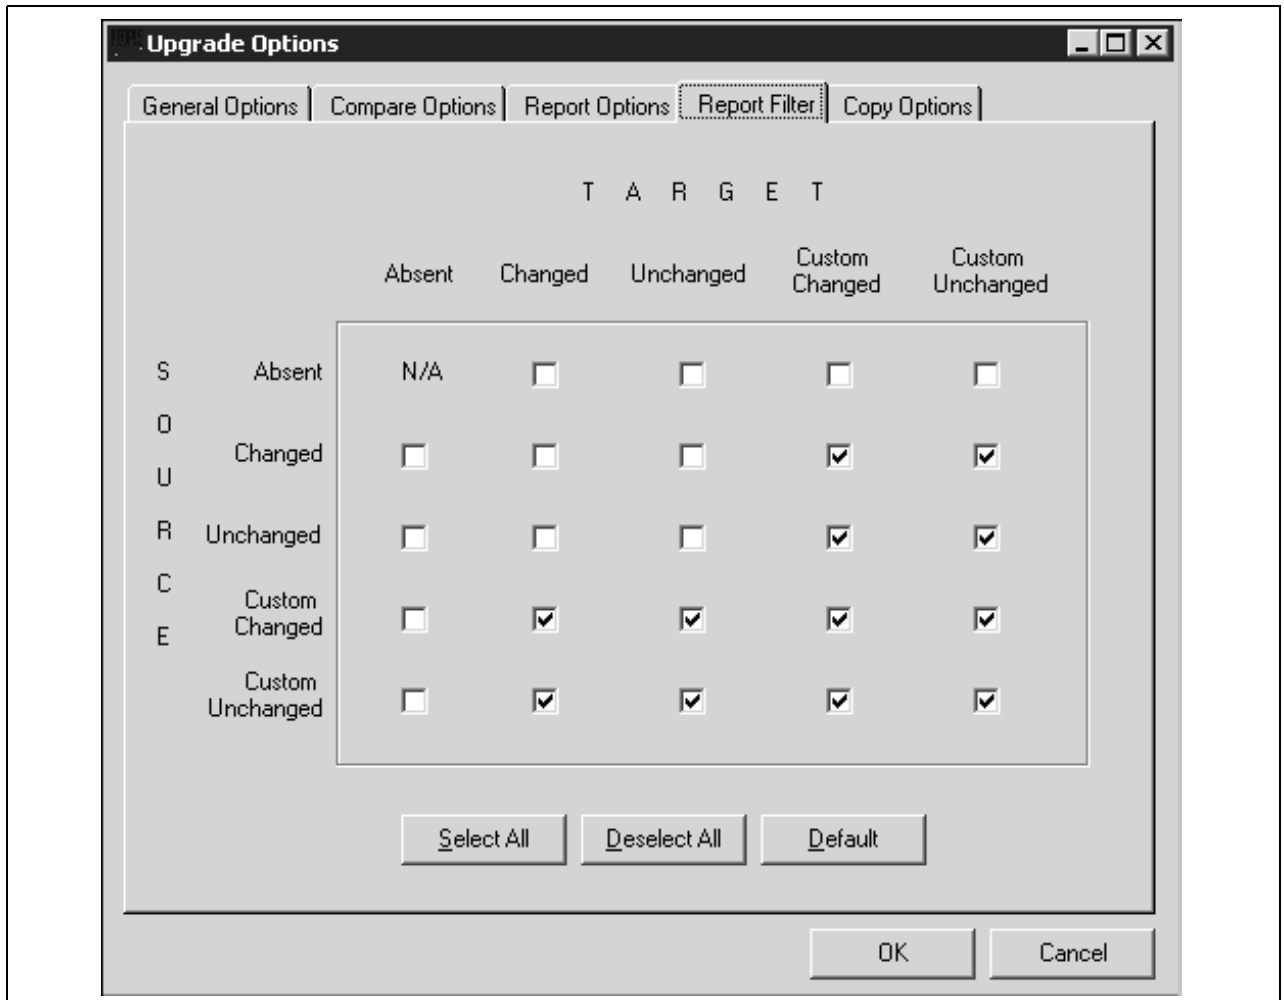 Upgrade Options
General Options Compare Options Report Options Report Filter Copy Options
T A R G E T
Absent Changed Unchanged Custom Changed Custom Unchanged
S O U R C E
Absent N/A
Changed
Unchanged
Custom Changed
Custom Unchanged
Select All Deselect All Default
OK Cancel